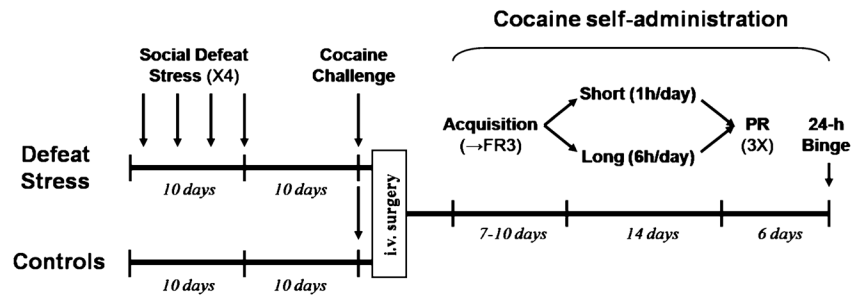 Cocaine self-administration
Social Defeat
Stress (X4)
Cocaine
Challenge
Short (1h/day)
Acquisition
(→FR3)
Long (6h/day)
PR
(3X)
24-h
Binge
Defeat
Stress
10 days
10 days
i.v. surgery
7-10 days
14 days
6 days
Controls
10 days
10 days